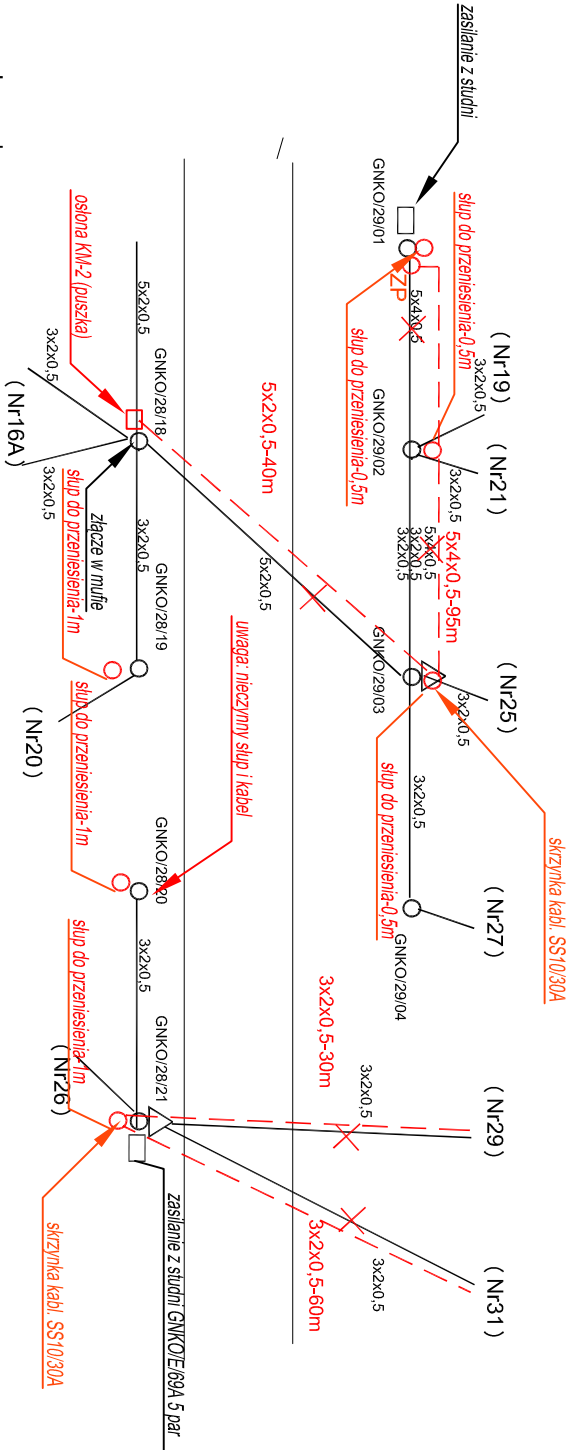 zasilanie z studni
GNKO/29/01
słup do przeniesienia-0,5m
ZP
5x4x0,5
słup do przeniesienia-0,5m
(Nr19)
3x2x0,5
(Nr21)
GNKO/29/02
3x2x0,5
5x4x0,5-95m
5x4x0,5
3x2x0,5
3x2x0,5
(Nr25)
3x2x0,5
GNKO/29/03
skrzynka kabl. SS10/30A
słup do przeniesienia-0,5m
3x2x0,5
(Nr27)
GNKO/29/04
5x2x0,5-40m
5x2x0,5
3x2x0,5-30m
3x2x0,5
(Nr29)
3x2x0,5-60m
3x2x0,5
(Nr31)
osłona KM-2 (puszka)
5x2x0,5
GNKO/28/18
3x2x0,5
(Nr16A)
3x2x0,5
złącze w mufie
słup do przeniesienia-1m
3x2x0,5
GNKO/28/19
(Nr20)
słup do przeniesienia-1m
uwaga: nieczynny słup i kabel
GNKO/28/20
3x2x0,5
słup do przeniesienia-1m
(Nr26)
GNKO/28/21
zasilanie z studni GNKO/E/69A 5 par
skrzynka kabl. SS10/30A